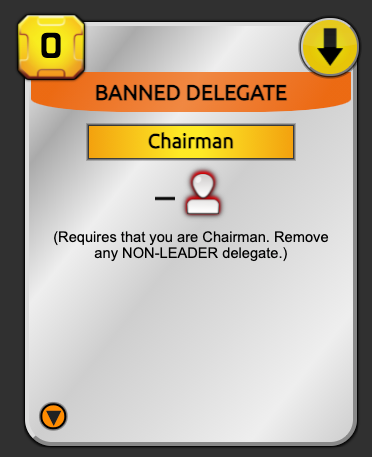 0
BANNED DELEGATE
Chairman
(Requires that you are Chairman. Remove
any NON-LEADER delegate.)